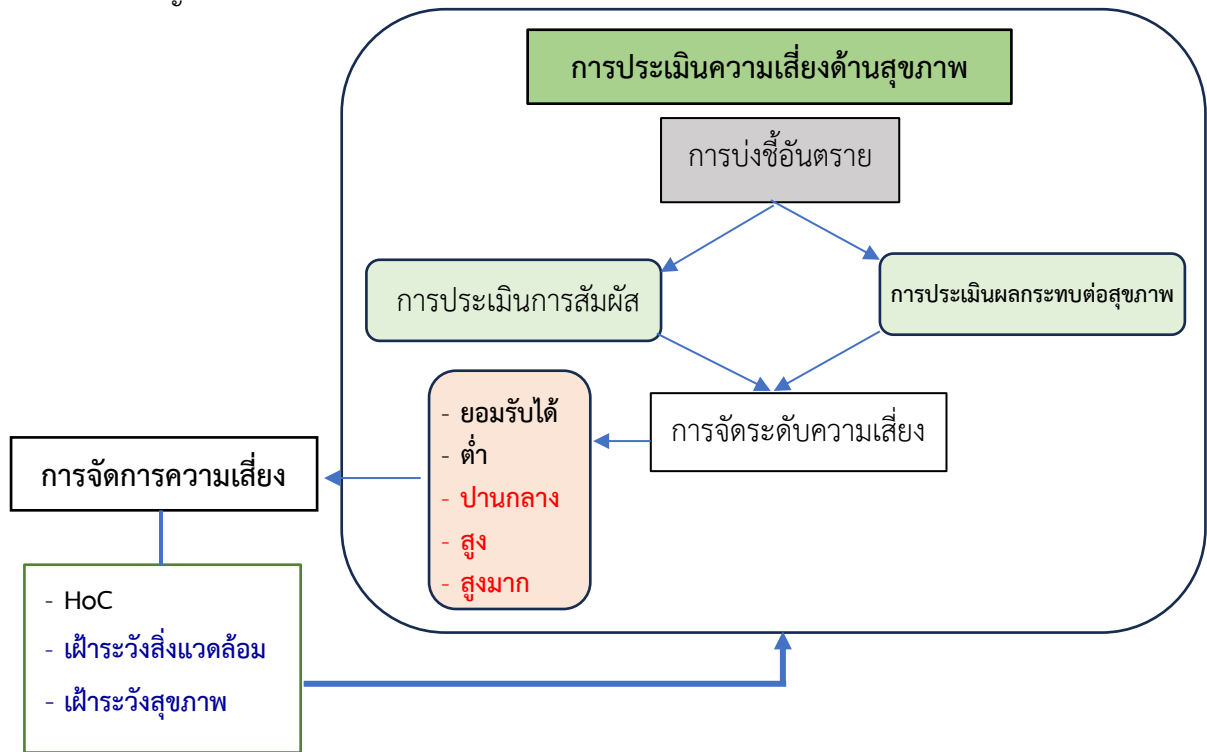 การประเมินความเสี่ยงด้านสุขภาพ
การบ่งชี้อันตราย
การประเมินการสัมผัส
การประเมินผลกระทบต่อสุขภาพ
การจัดระดับความเสี่ยง
- ยอมรับได้
- ต่ำ
- ปานกลาง
- สูง
- สูงมาก
การจัดการความเสี่ยง
- HoC
- เฝ้าระวังสิ่งแวดล้อม
- เฝ้าระวังสุขภาพ